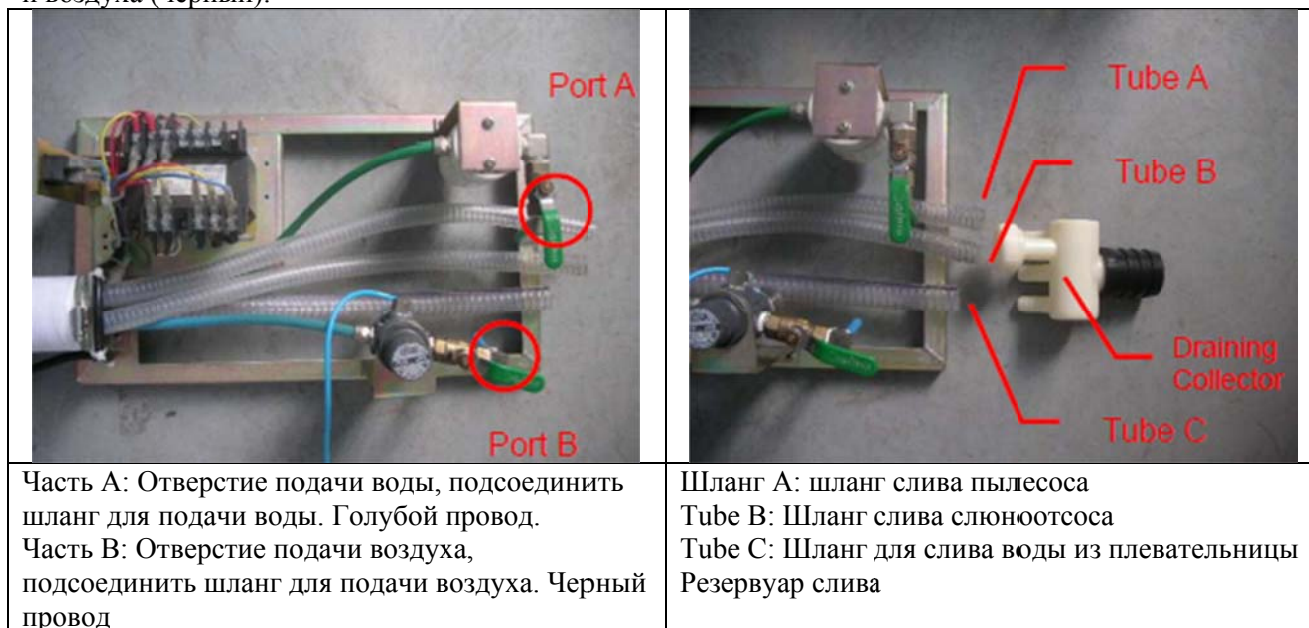 и воздуха (черный).
Port A
Port B
Tube A
Tube B
Draining
Collector
Tube C
Часть А: Отверстие подачи воды, подсоединить
шланг для подачи воды. Голубой провод.
Часть В: Отверстие подачи воздуха,
подсоединить шланг для подачи воздуха. Черный
провод
Шланг А: шланг слива пылесоса
Tube B: Шланг слива слюноотсоса
Tube C: Шланг для слива воды из плевательницы
Резервуар слива